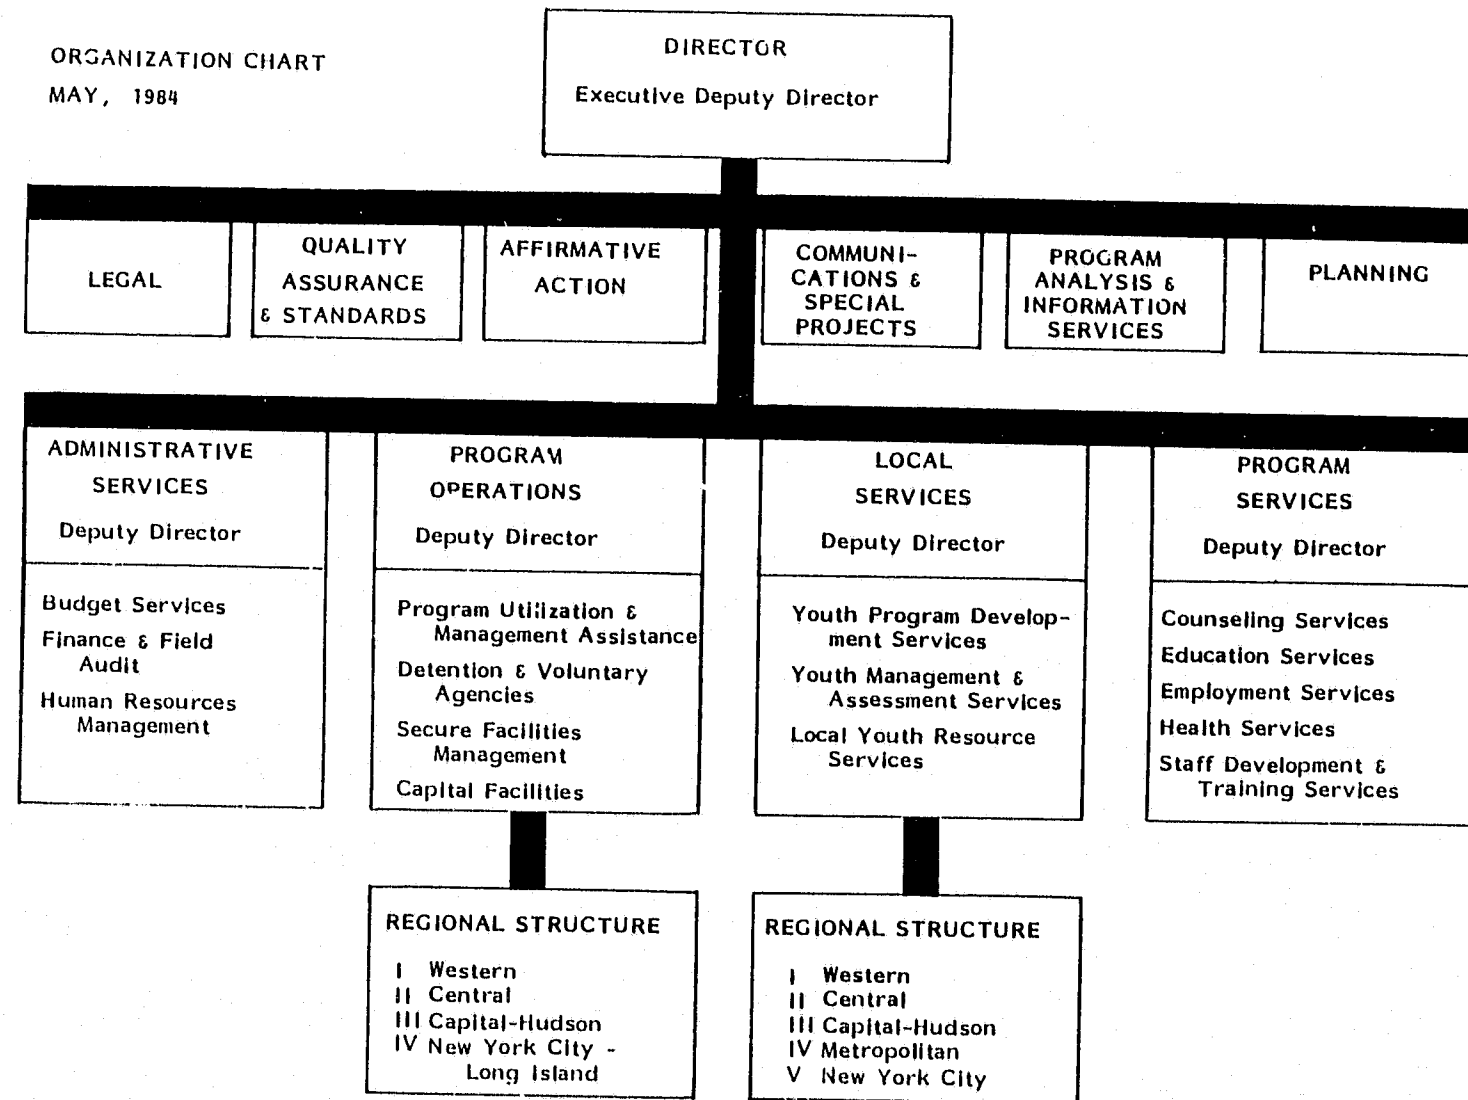 ORGANIZATION CHART
MAY, 1984
DIRECTOR
Executive Deputy Director
LEGAL
QUALITY
ASSURANCE
& STANDARDS
AFFIRMATIVE
ACTION
COMMUNI-
CATIONS &
SPECIAL
PROJECTS
PROGRAM
ANALYSIS &
INFORMATION
SERVICES
PLANNING
ADMINISTRATIVE
SERVICES
Deputy Director
Budget Services
Finance & Field
Audit
Human Resources
Management
PROGRAM
OPERATIONS
Deputy Director
Program Utilization &
Management Assistance
Detention & Voluntary
Agencies
Secure Facilities
Management
Capital Facilities
LOCAL
SERVICES
Deputy Director
Youth Program Develop-
ment Services
Youth Management &
Assessment Services
Local Youth Resource
Services
PROGRAM
SERVICES
Deputy Director
Counseling Services
Education Services
Employment Services
Health Services
Staff Development &
Training Services
REGIONAL STRUCTURE
I Western
II Central
III Capital-Hudson
IV New York City -
Long Island
REGIONAL STRUCTURE
I Western
II Central
III Capital-Hudson
IV Metropolitan
V New York City